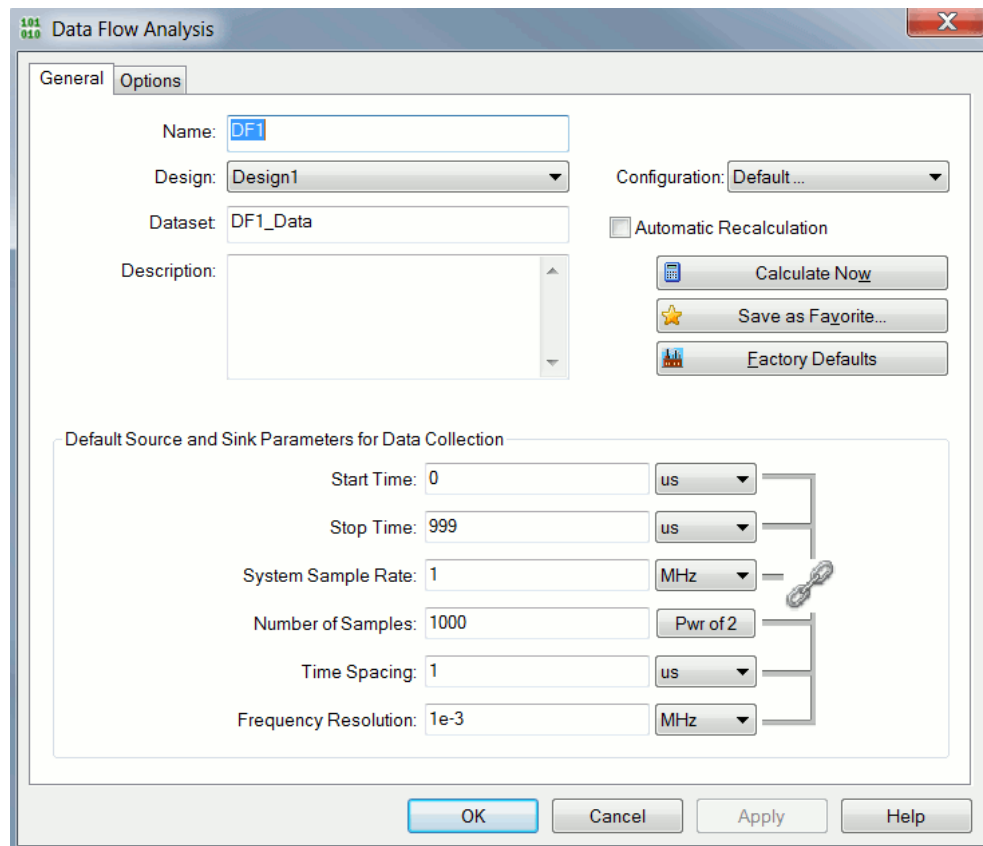 101
010
Data Flow Analysis
X
General
Options
Name: DF1
Design: Design1
Configuration: Default ...
Dataset: DF1_Data
Automatic Recalculation
Description:
Calculate Now
Save as Favorite...
Factory Defaults
Default Source and Sink Parameters for Data Collection
Start Time: 0 us
Stop Time: 999 us
System Sample Rate: 1 MHz
Number of Samples: 1000 Pwr of 2
Time Spacing: 1 us
Frequency Resolution: 1e-3 MHz
OK
Cancel
Apply
Help